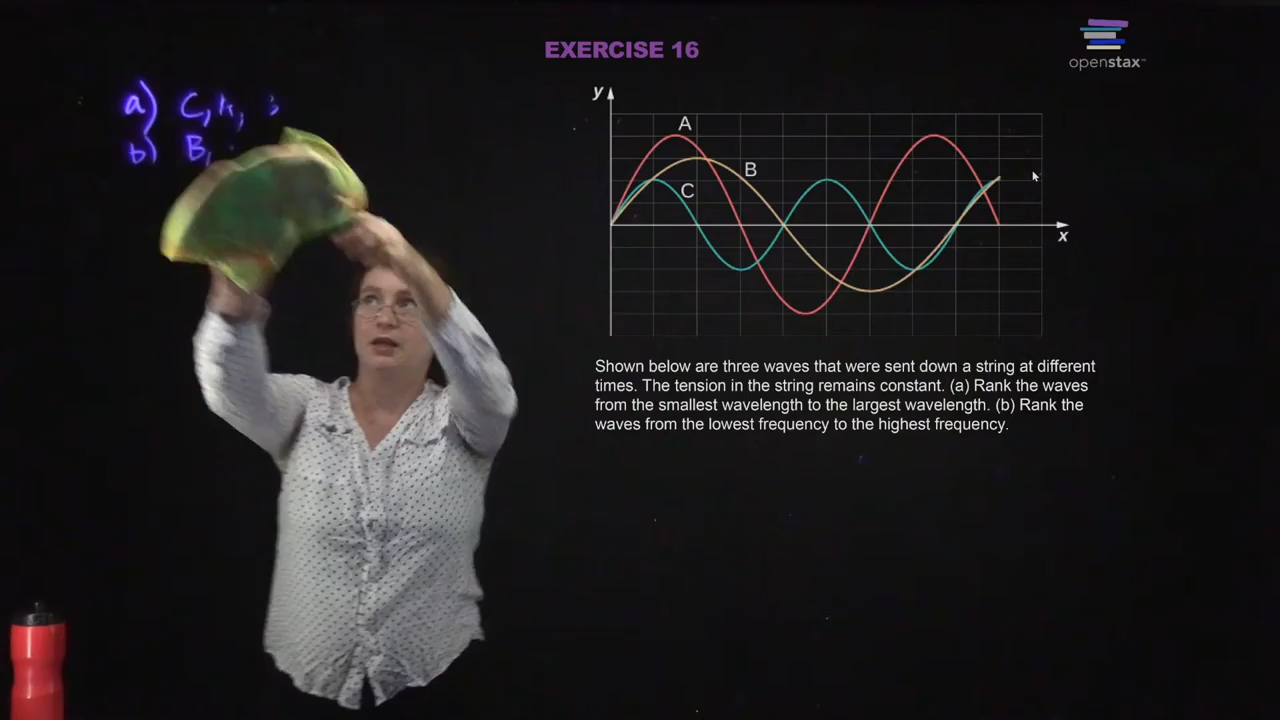 EXERCISE 16
openstax™
a) C,
b) B,
y
A
B
C
x
Shown below are three waves that were sent down a string at different
times. The tension in the string remains constant. (a) Rank the waves
from the smallest wavelength to the largest wavelength. (b) Rank the
waves from the lowest frequency to the highest frequency.